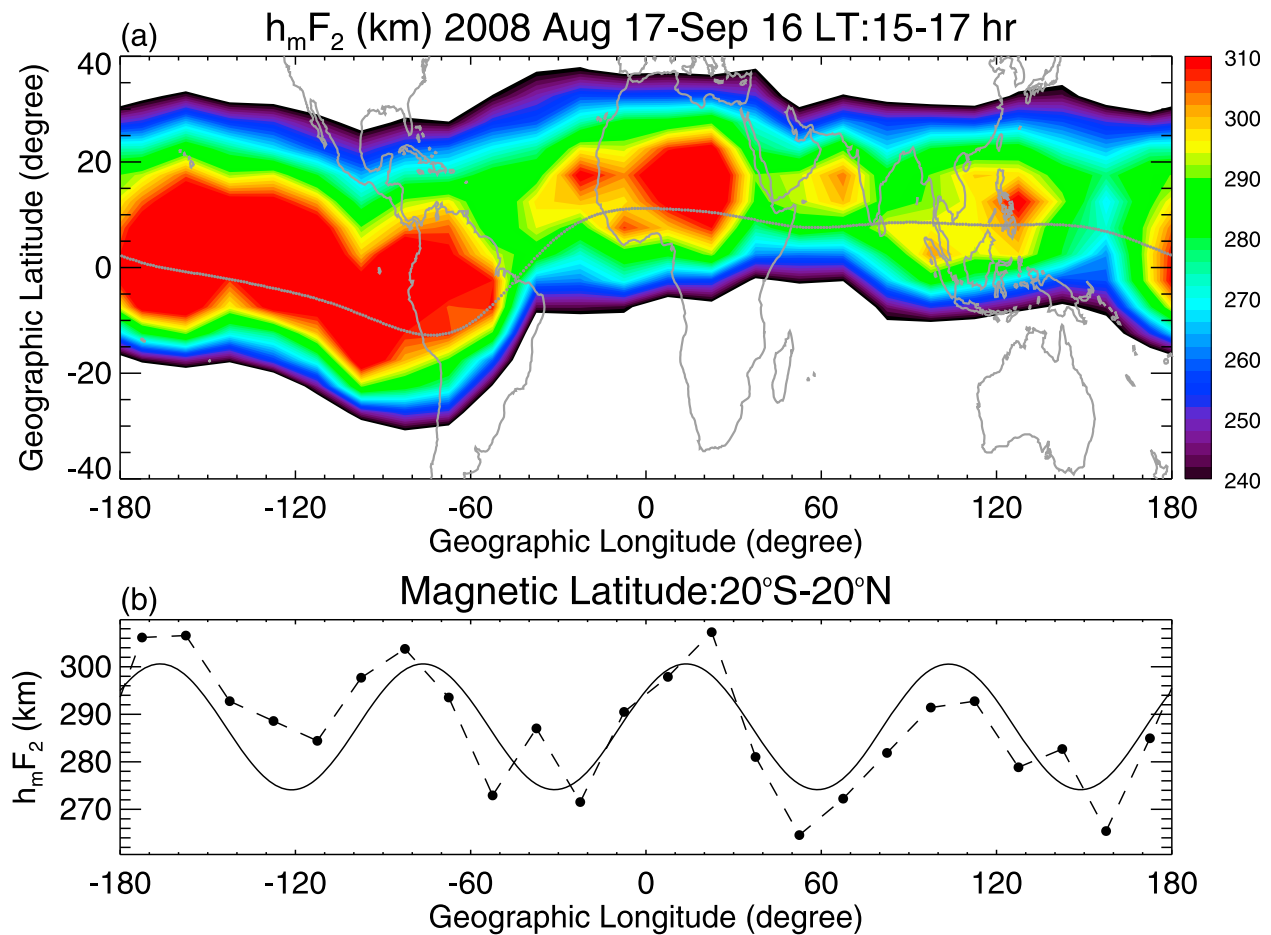 (a)
hₘF₂ (km) 2008 Aug 17-Sep 16 LT:15-17 hr
Geographic Latitude (degree)
40
20
0
-20
-40
-180 -120 -60 0 60 120 180
Geographic Longitude (degree)
310
300
290
280
270
260
250
240
(b)
Magnetic Latitude:20°S-20°N
hₘF₂ (km)
300
290
280
270
-180 -120 -60 0 60 120 180
Geographic Longitude (degree)